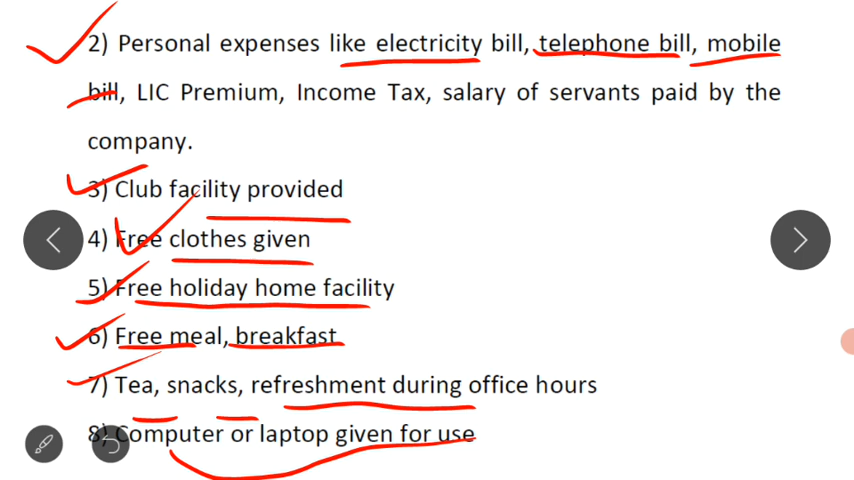 2) Personal expenses like electricity bill, telephone bill, mobile
bill, LIC Premium, Income Tax, salary of servants paid by the
company.
3) Club facility provided
4) Free clothes given
5) Free holiday home facility
6) Free meal, breakfast
7) Tea, snacks, refreshment during office hours
8) Computer or laptop given for use